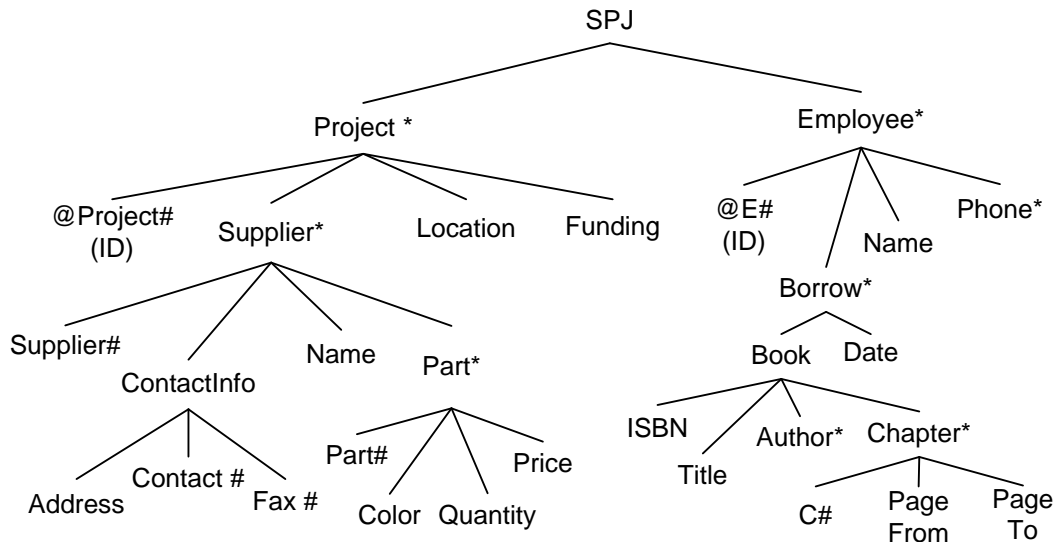 SPJ
Project *
Employee*
@Project#
(ID)
Supplier*
Location
Funding
@E#
(ID)
Name
Phone*
Borrow*
Supplier#
ContactInfo
Name
Part*
Book
Date
Address
Contact #
Fax #
Part#
Color
Quantity
Price
ISBN
Title
Author*
Chapter*
C#
Page
From
Page
To